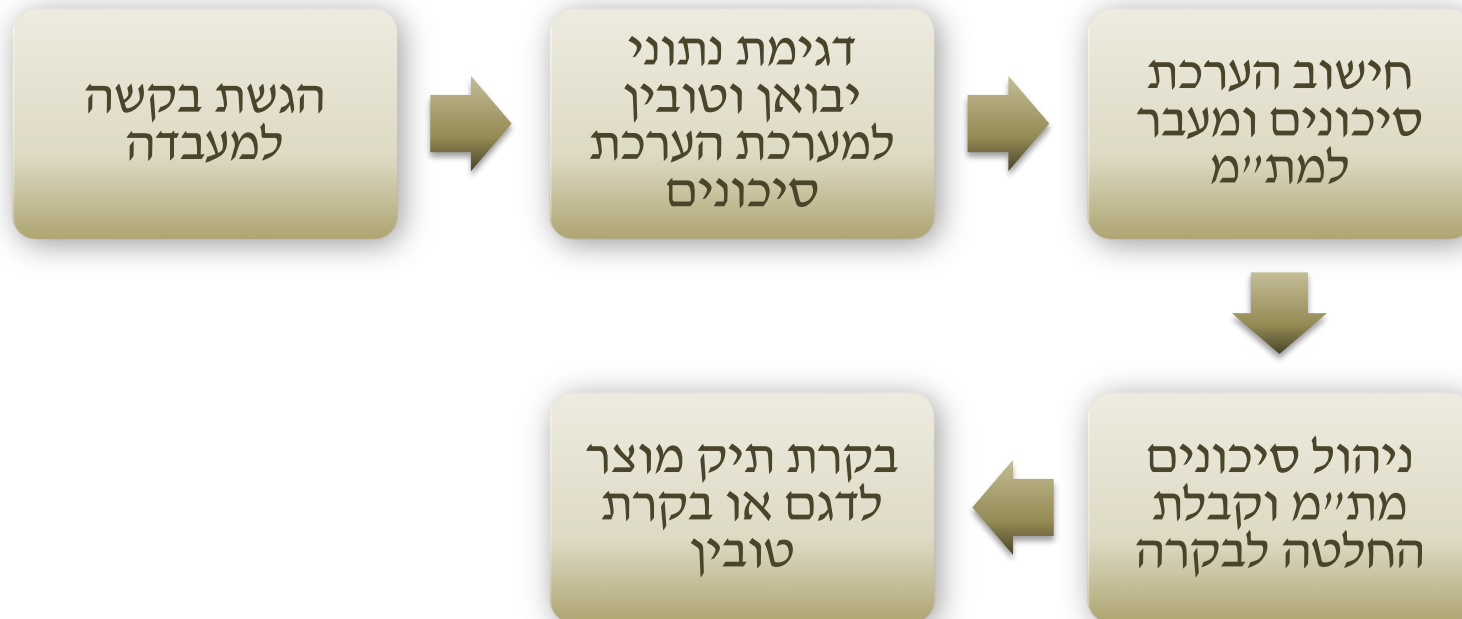 הגשת בקשה
למעבדה
דגימת נתוני
יבואן וטובין
למערכת הערכת
סיכונים
חישוב הערכת
סיכונים ומעבר
למת״מ
ניהול סיכונים
מת״מ וקבלת
החלטה לבקרה
בקרת תיק מוצר
לדגם או בקרת
טובין